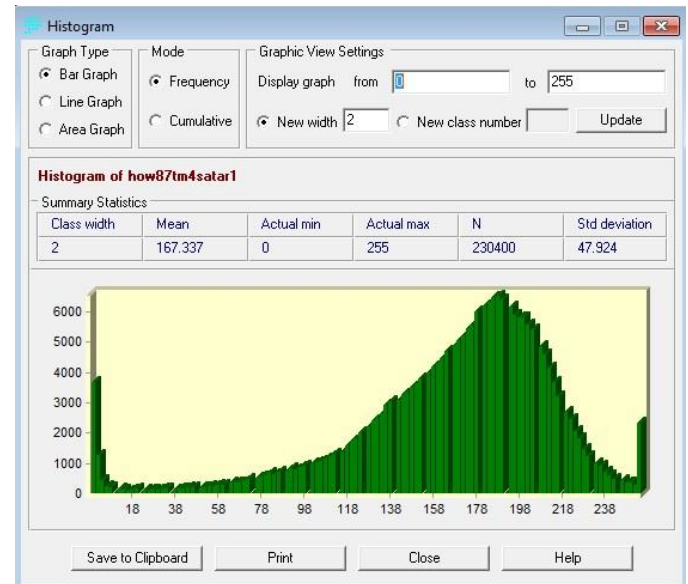 Histogram
Graph Type
Bar Graph
Line Graph
Area Graph
Mode
Frequency
Cumulative
Graphic View Settings
Display graph from 0 to 255
New width 2 New class number Update
Histogram of how87tm4satar1
Summary Statistics
Class width Mean Actual min Actual max N Std deviation
2 167.337 0 255 230400 47.924
6000
5000
4000
3000
2000
1000
0
18 38 58 78 98 118 138 158 178 198 218 238
Save to Clipboard Print Close Help